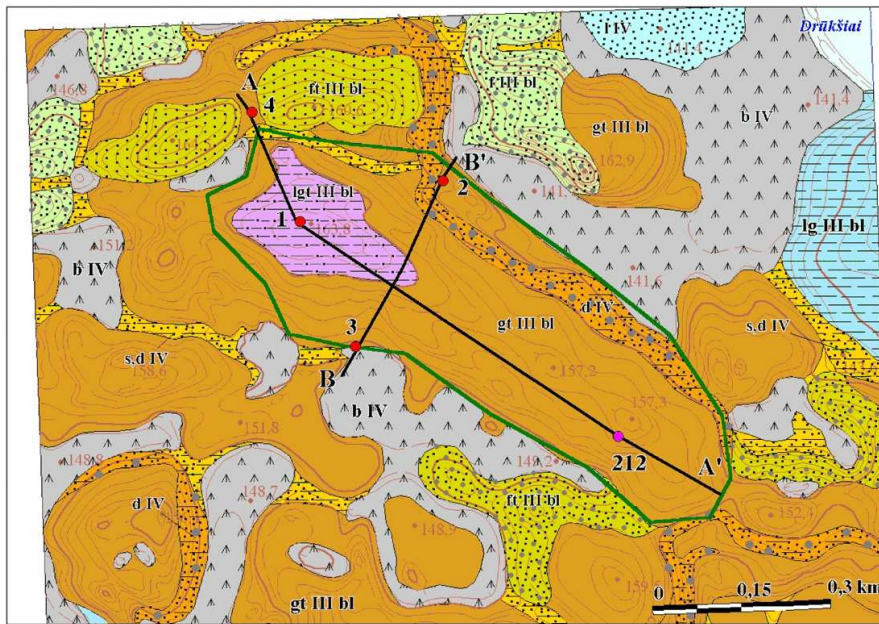 Drūkšiai
l IV
141,4
146,8
A
4
ft III bl
160,6
f III bl
gt III bl
b IV
141,4
162,9
B'
2
lgt III bl
1
163,8
lg III bl
151,2
b IV
141,6
3
d IV
gt III bl
s,d IV
s,d IV
158,6
B
157,2
b IV
157,3
151,8
212
A'
148,8
149,2
148,7
ft III bl
d IV
148,9
152,4
gt III bl
0 0,15 0,3 km